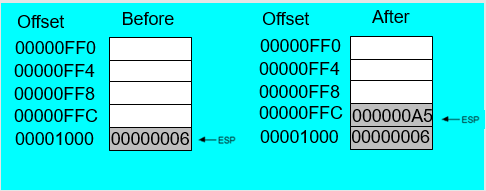 Offset Before
00000FF0
00000FF4
00000FF8
00000FFC
00001000 00000006 ESP
Offset After
00000FF0
00000FF4
00000FF8
00000FFC 000000A5 ESP
00001000 00000006